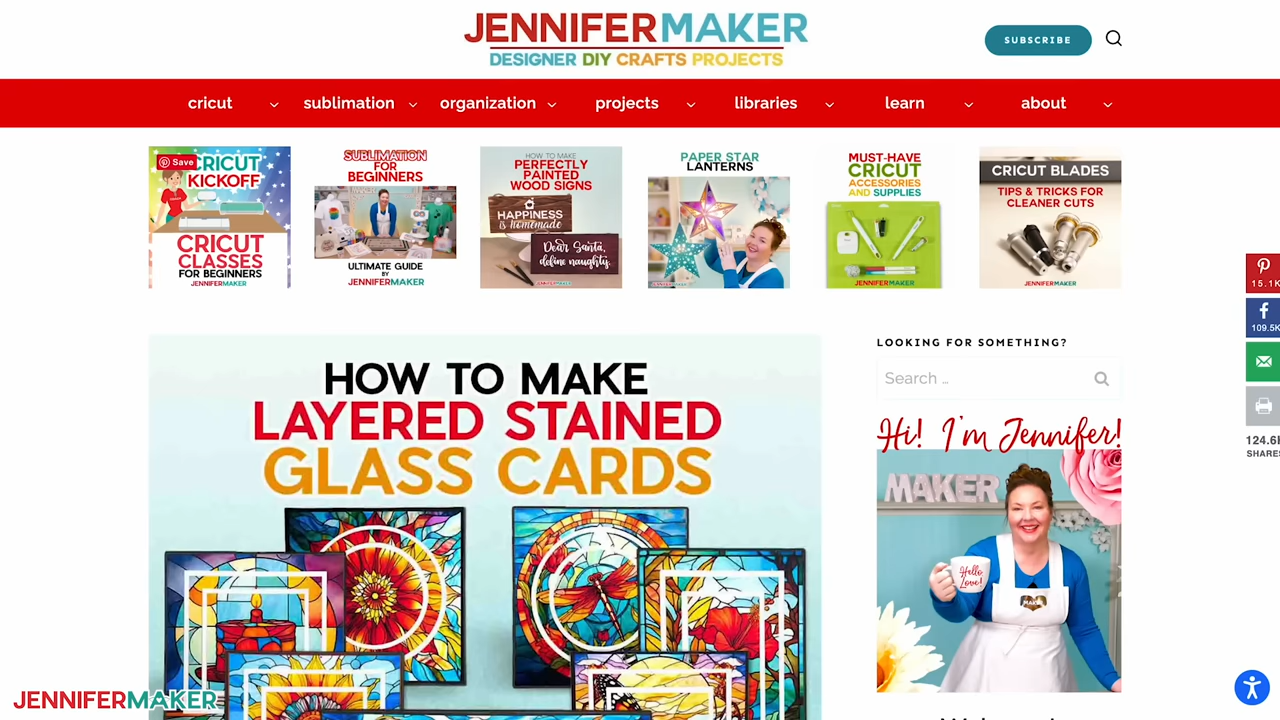 JENNIFERMAKER
DESIGNER DIY CRAFTS PROJECTS
SUBSCRIBE
cricut
sublimation
organization
projects
libraries
learn
about
Save
CRICUT
KICKOFF
CRICUT
CLASSES
FOR BEGINNERS
JENNIFERMAKER
SUBLIMATION
FOR
BEGINNERS
ULTIMATE GUIDE
BY
JENNIFERMAKER
HOW TO MAKE
PERFECTLY
PAINTED
WOOD SIGNS
HAPPINESS
is homemade
Dear Santa,
define naughty.
JENNIFERMAKER
PAPER STAR
LANTERNS
JENNIFERMAKER
MUST-HAVE
CRICUT
ACCESSORIES
AND SUPPLIES
JENNIFERMAKER
CRICUT BLADES
TIPS & TRICKS FOR
CLEANER CUTS
JENNIFERMAKER
15.1K
109.5K
SHARES
HOW TO MAKE
LAYERED STAINED
GLASS CARDS
LOOKING FOR SOMETHING?
Search …
Hi! I'm Jennifer!
MAKER
Hello
Love!
MAKER
JENNIFERMAKER